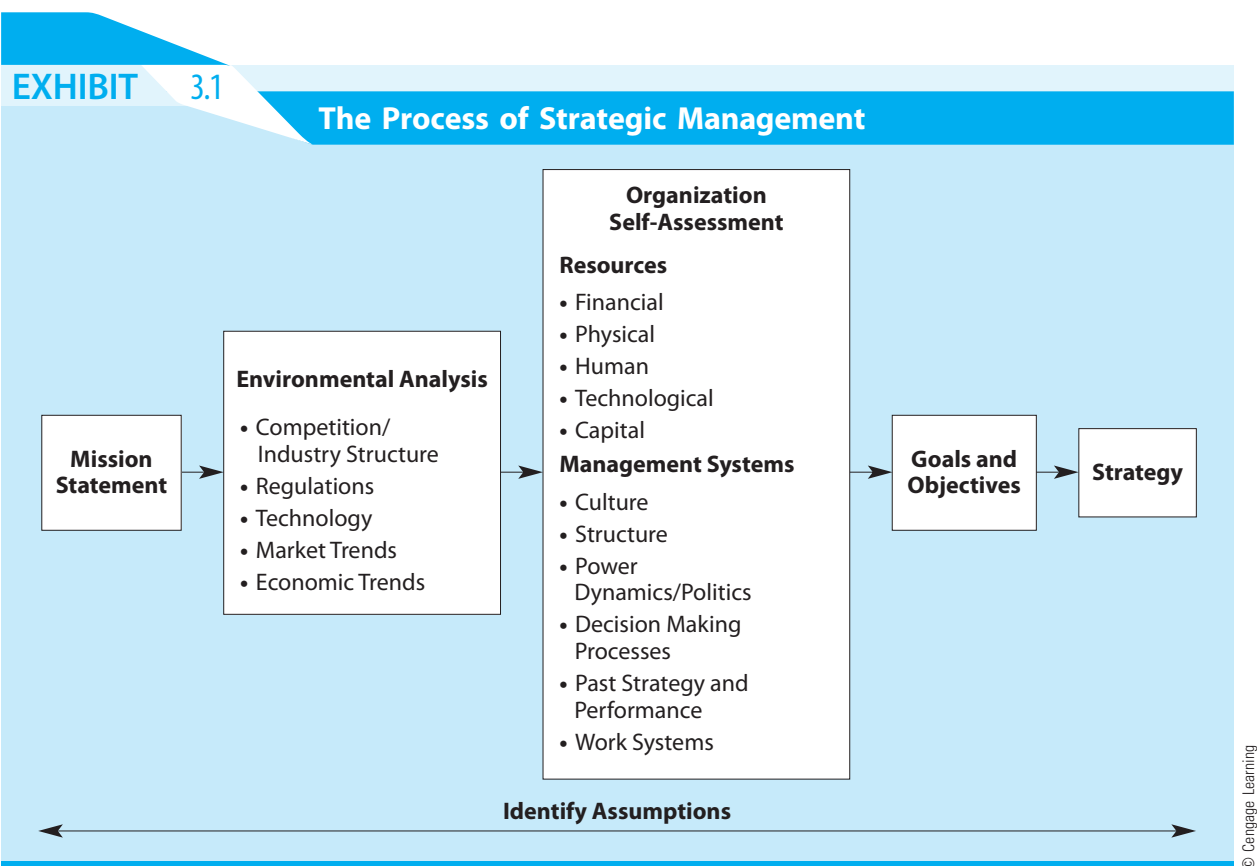 EXHIBIT 3.1
The Process of Strategic Management
Mission
Statement
Environmental Analysis
• Competition/
Industry Structure
• Regulations
• Technology
• Market Trends
• Economic Trends
Organization
Self-Assessment
Resources
• Financial
• Physical
• Human
• Technological
• Capital
Management Systems
• Culture
• Structure
• Power
Dynamics/Politics
• Decision Making
Processes
• Past Strategy and
Performance
• Work Systems
Goals and
Objectives
Strategy
Identify Assumptions
© Cengage Learning